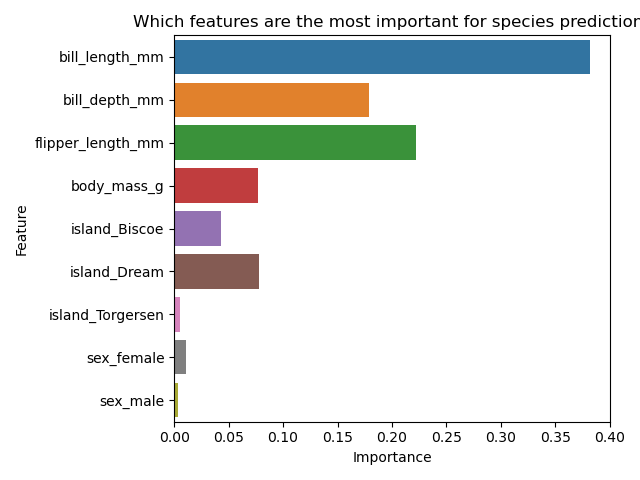 Which features are the most important for species prediction
bill_length_mm
bill_depth_mm
flipper_length_mm
body_mass_g
island_Biscoe
island_Dream
island_Torgersen
sex_female
sex_male
Feature
0.00 0.05 0.10 0.15 0.20 0.25 0.30 0.35 0.40
Importance